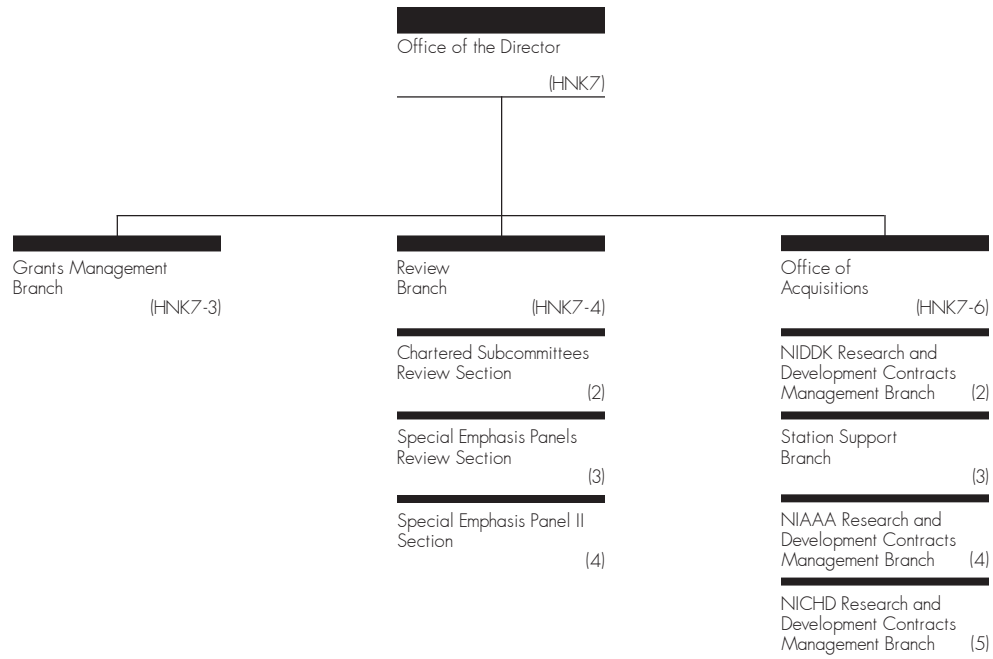 Office of the Director
(HNK7)
Grants Management
Branch
(HNK7-3)
Review
Branch
(HNK7-4)
Chartered Subcommittees
Review Section
(2)
Special Emphasis Panels
Review Section
(3)
Special Emphasis Panel II
Section
(4)
Office of
Acquisitions
(HNK7-6)
NIDDK Research and
Development Contracts
Management Branch (2)
Station Support
Branch
(3)
NIAAA Research and
Development Contracts
Management Branch (4)
NICHD Research and
Development Contracts
Management Branch (5)